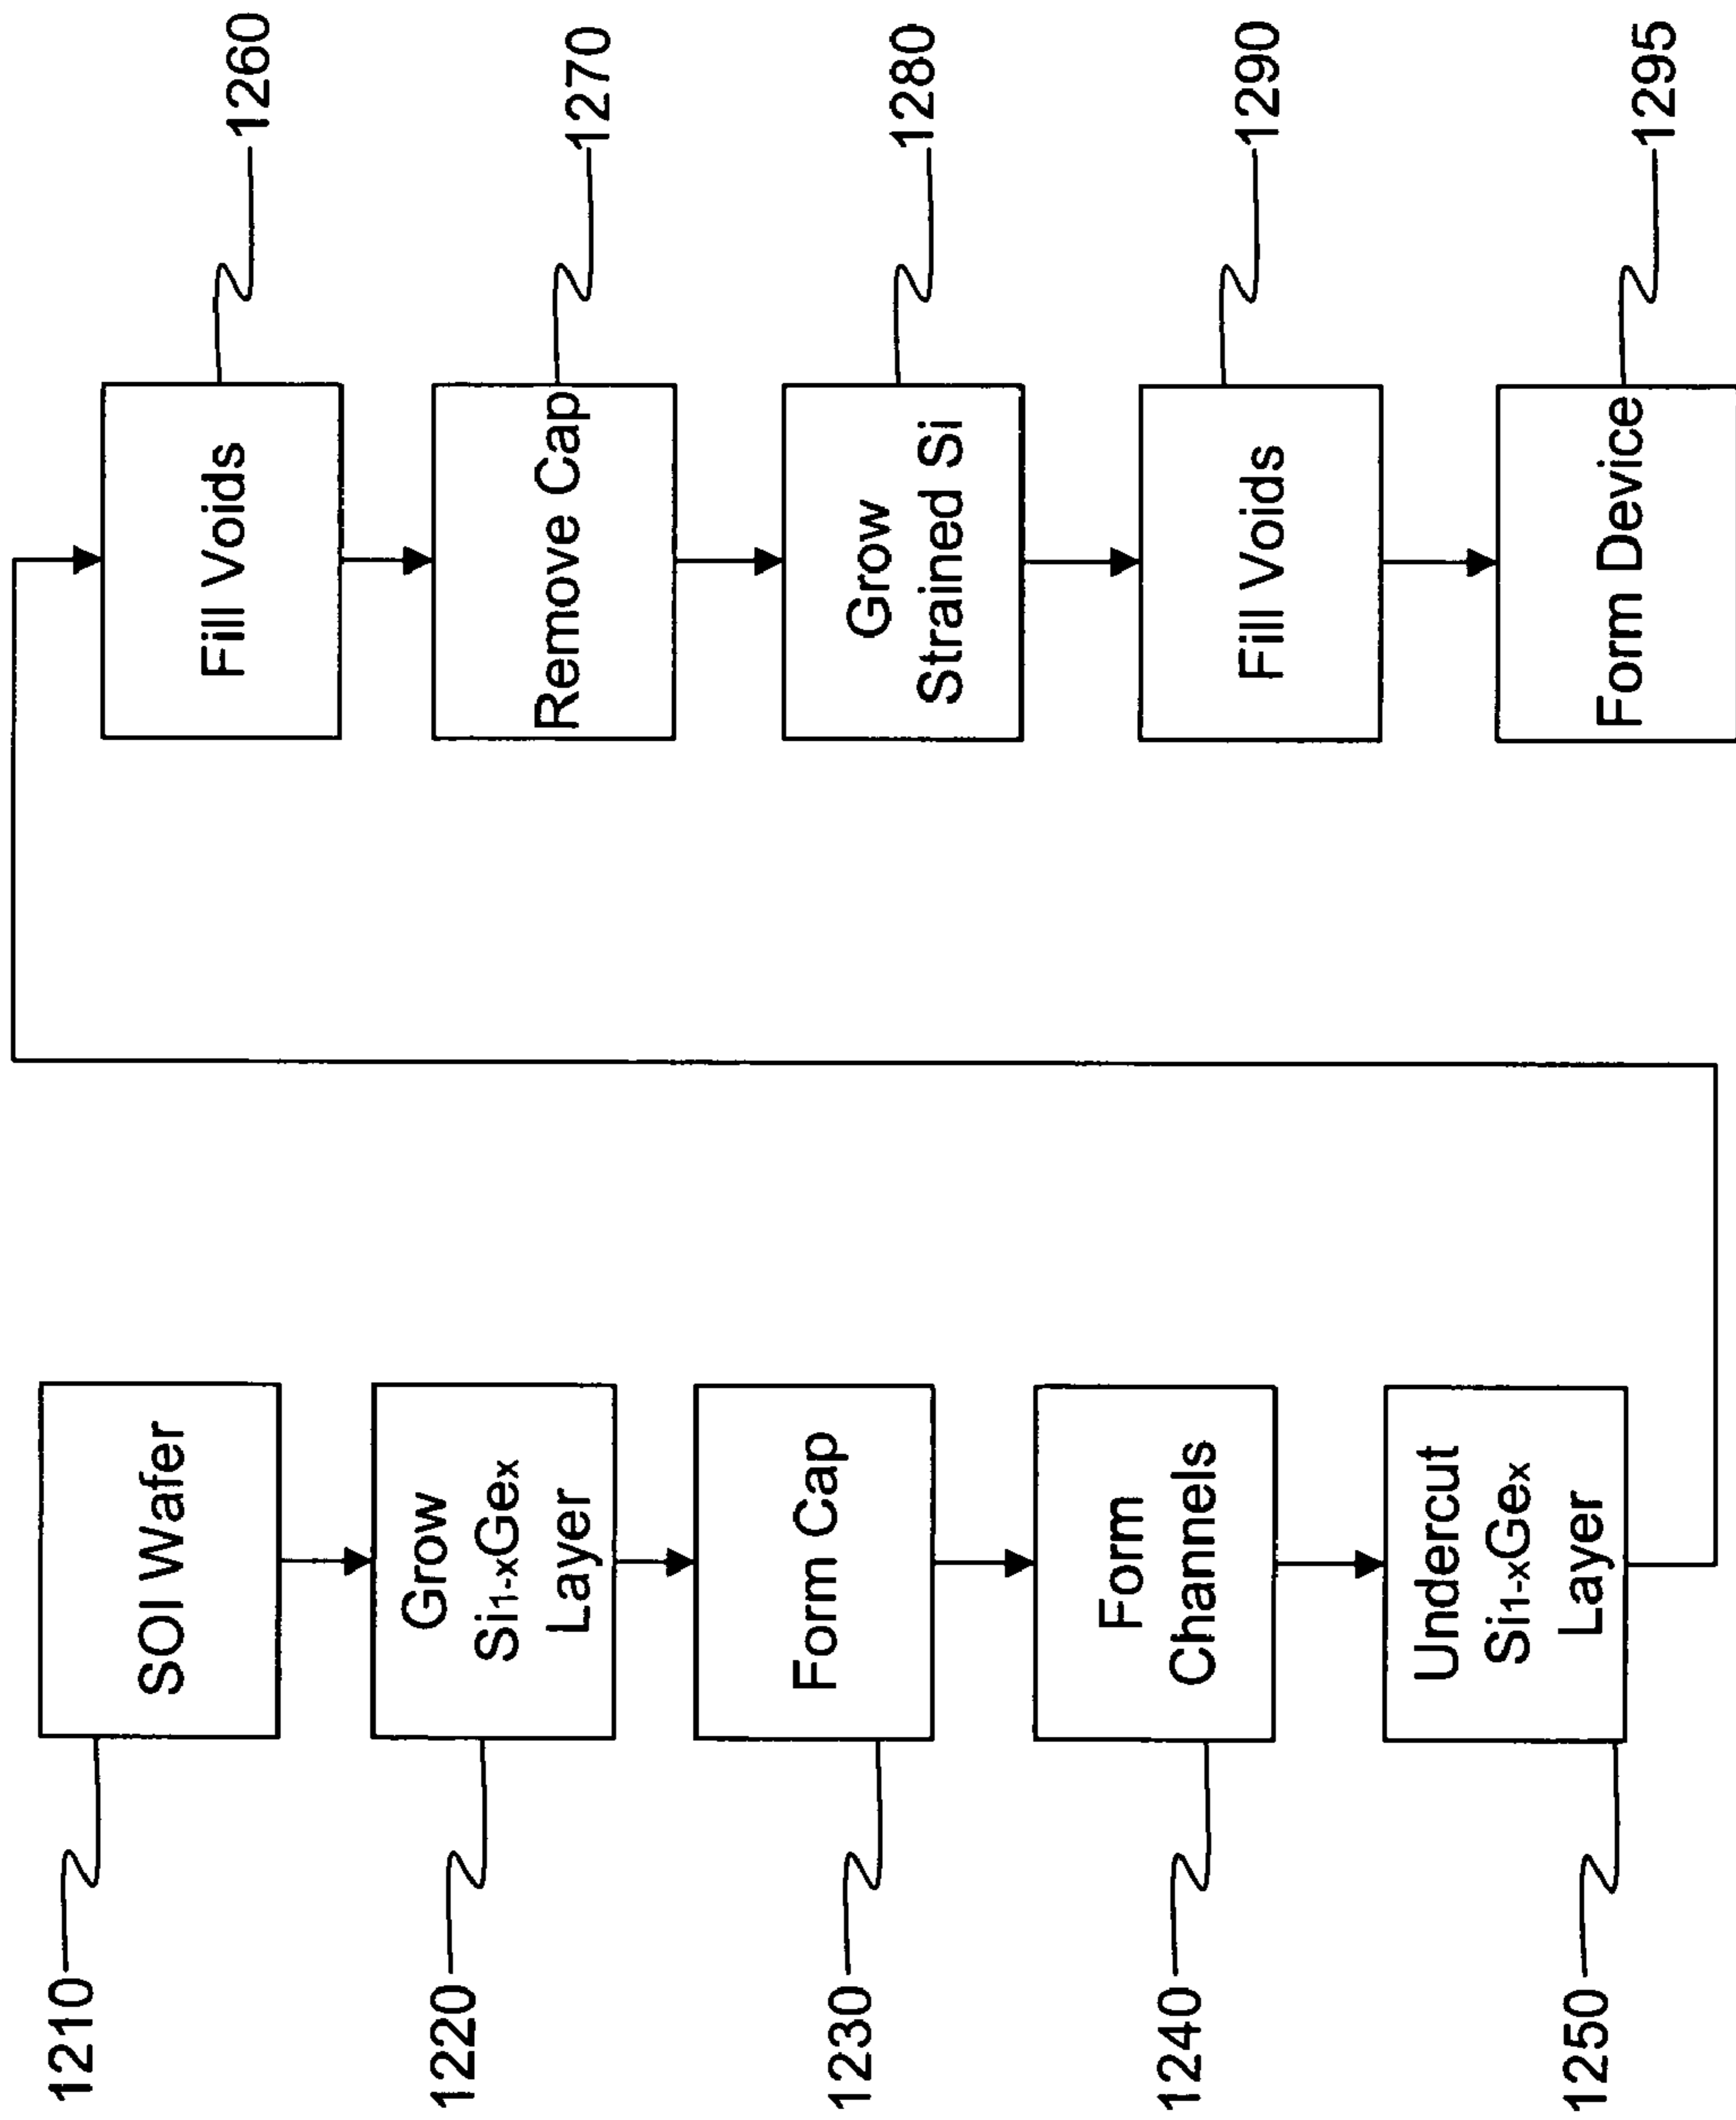 1210
SOI Wafer
1220
Grow
Si1-xGex
Layer
1230
Form Cap
1240
Form
Channels
1250
Undercut
Si1-xGex
Layer
Fill Voids
1260
Remove Cap
1270
Grow
Strained Si
1280
Fill Voids
1290
Form Device
1295